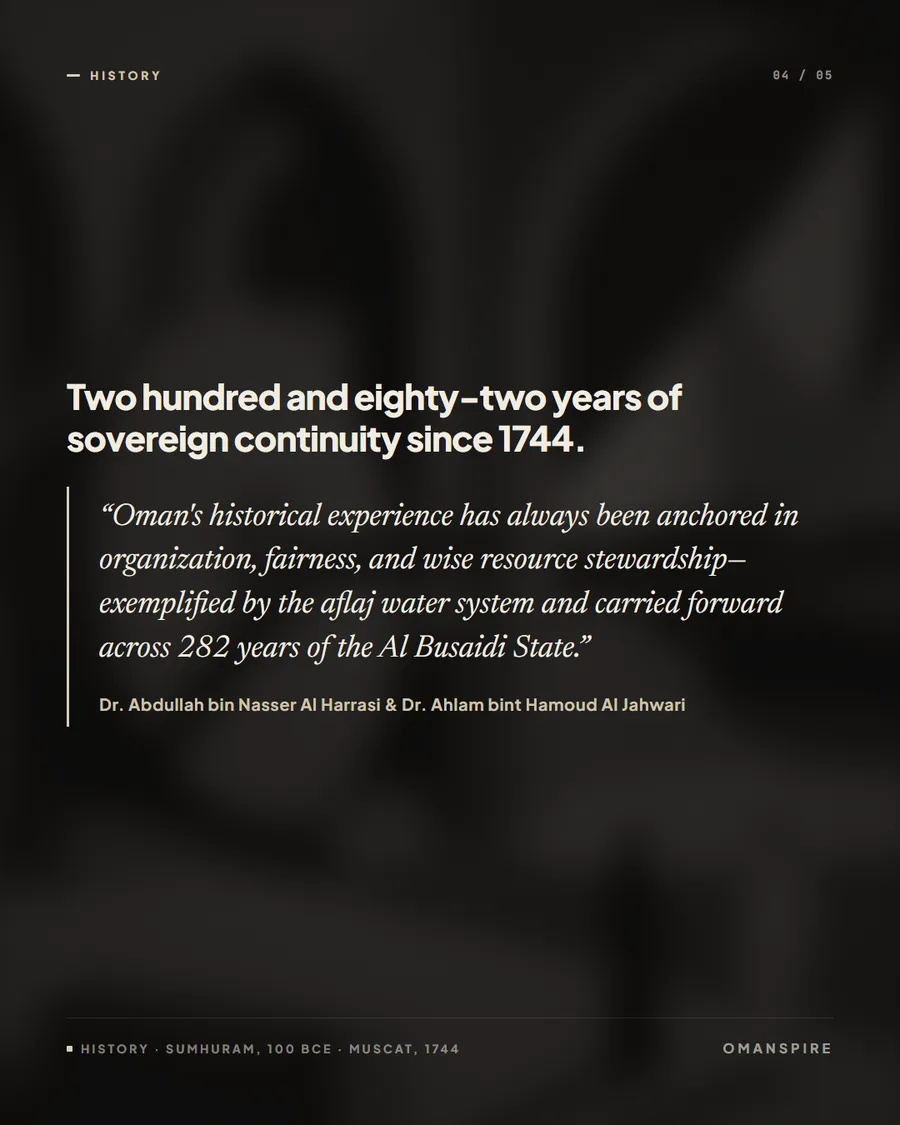 — HISTORY
04 / 05
Two hundred and eighty-two years of
sovereign continuity since 1744.
“Oman's historical experience has always been anchored in
organization, fairness, and wise resource stewardship—
exemplified by the aflaj water system and carried forward
across 282 years of the Al Busaidi State.”
Dr. Abdullah bin Nasser Al Harrasi & Dr. Ahlam bint Hamoud Al Jahwari
HISTORY · SUMHURAM, 100 BCE · MUSCAT, 1744
OMANSPIRE